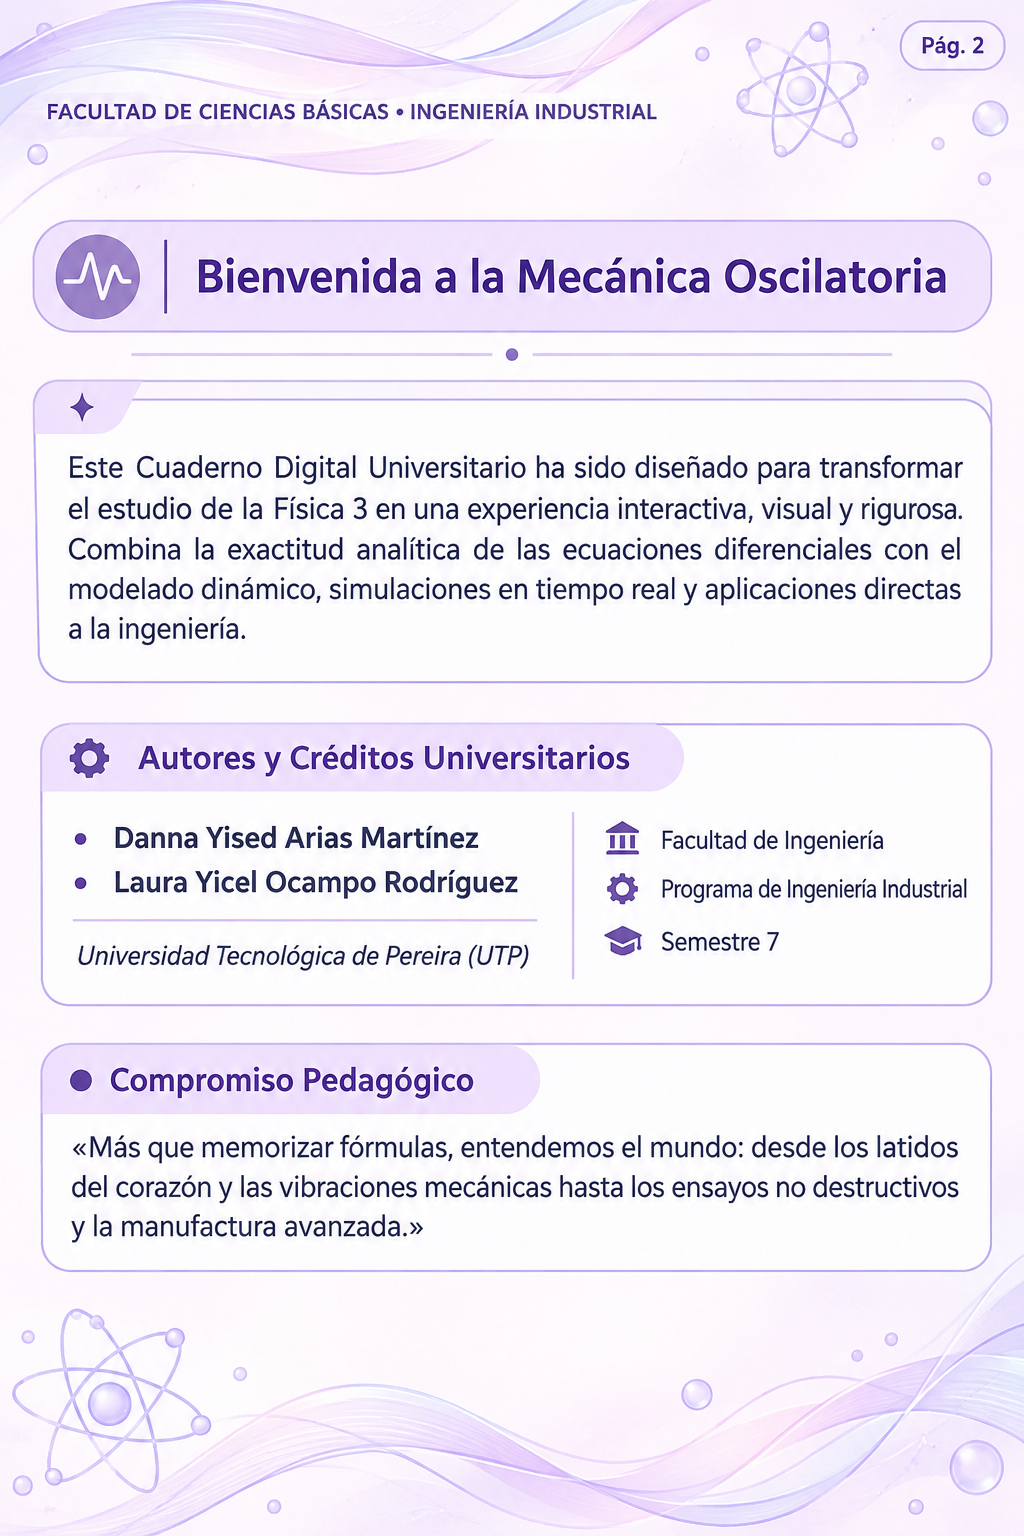 Pág. 2
FACULTAD DE CIENCIAS BÁSICAS • INGENIERÍA INDUSTRIAL
Bienvenida a la Mecánica Oscilatoria
Este Cuaderno Digital Universitario ha sido diseñado para transformar
el estudio de la Física 3 en una experiencia interactiva, visual y rigurosa.
Combina la exactitud analítica de las ecuaciones diferenciales con el
modelado dinámico, simulaciones en tiempo real y aplicaciones directas
a la ingeniería.
Autores y Créditos Universitarios
• Danna Yised Arias Martínez
• Laura Yicel Ocampo Rodríguez
Universidad Tecnológica de Pereira (UTP)
Facultad de Ingeniería
Programa de Ingeniería Industrial
Semestre 7
Compromiso Pedagógico
«Más que memorizar fórmulas, entendemos el mundo: desde los latidos
del corazón y las vibraciones mecánicas hasta los ensayos no destructivos
y la manufactura avanzada.»